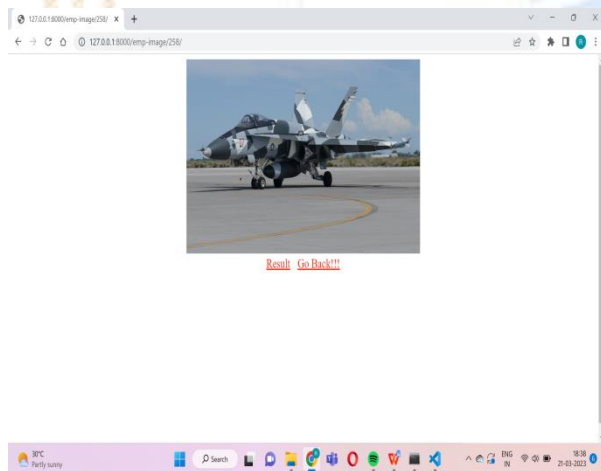 127.0.0.1:8000/emp-image/258/
127.0.0.1:8000/emp-image/258/
Result Go Back!!!
30°C
Partly sunny
Search
ENG
IN
18:38
21-03-2023